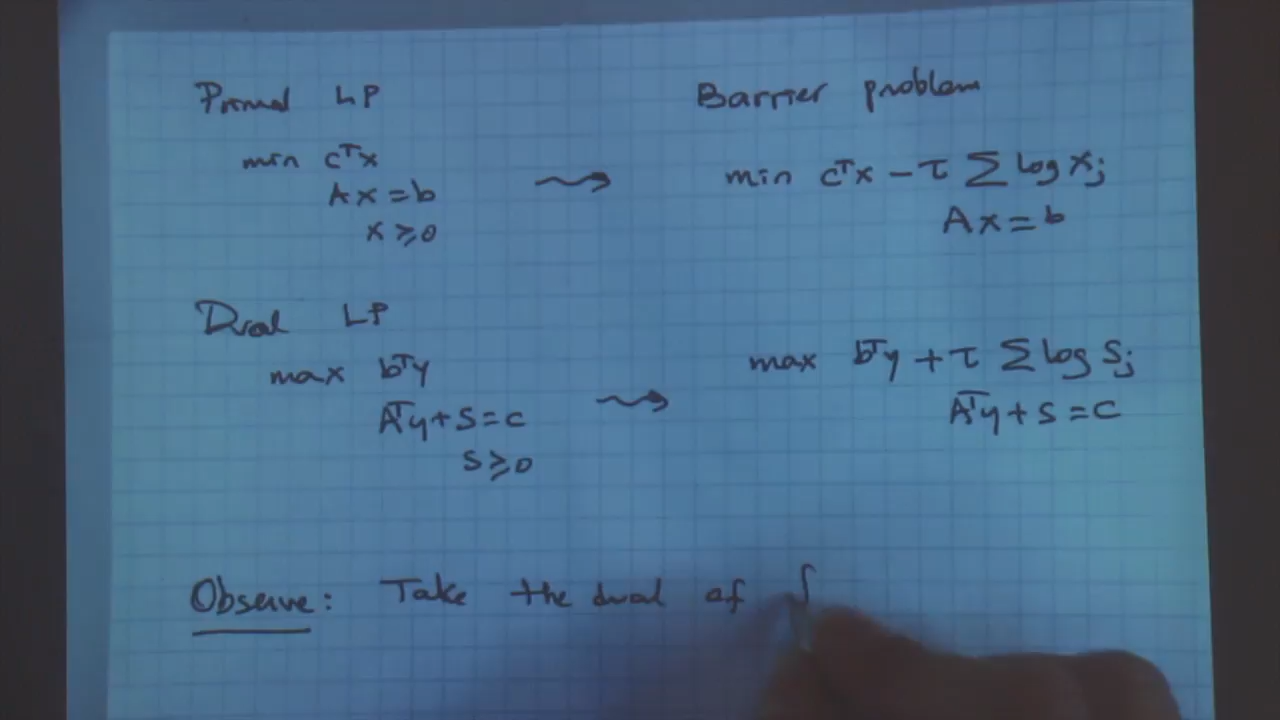 Primal LP
Barrier problem
min cᵀx
Ax = b
x ≥ 0
min cᵀx − τ ∑ log xⱼ
Ax = b
Dual LP
max bᵀy
Aᵀy + s = c
s ≥ 0
max bᵀy + τ ∑ log sⱼ
Aᵀy + s = c
Observe: Take the dual of